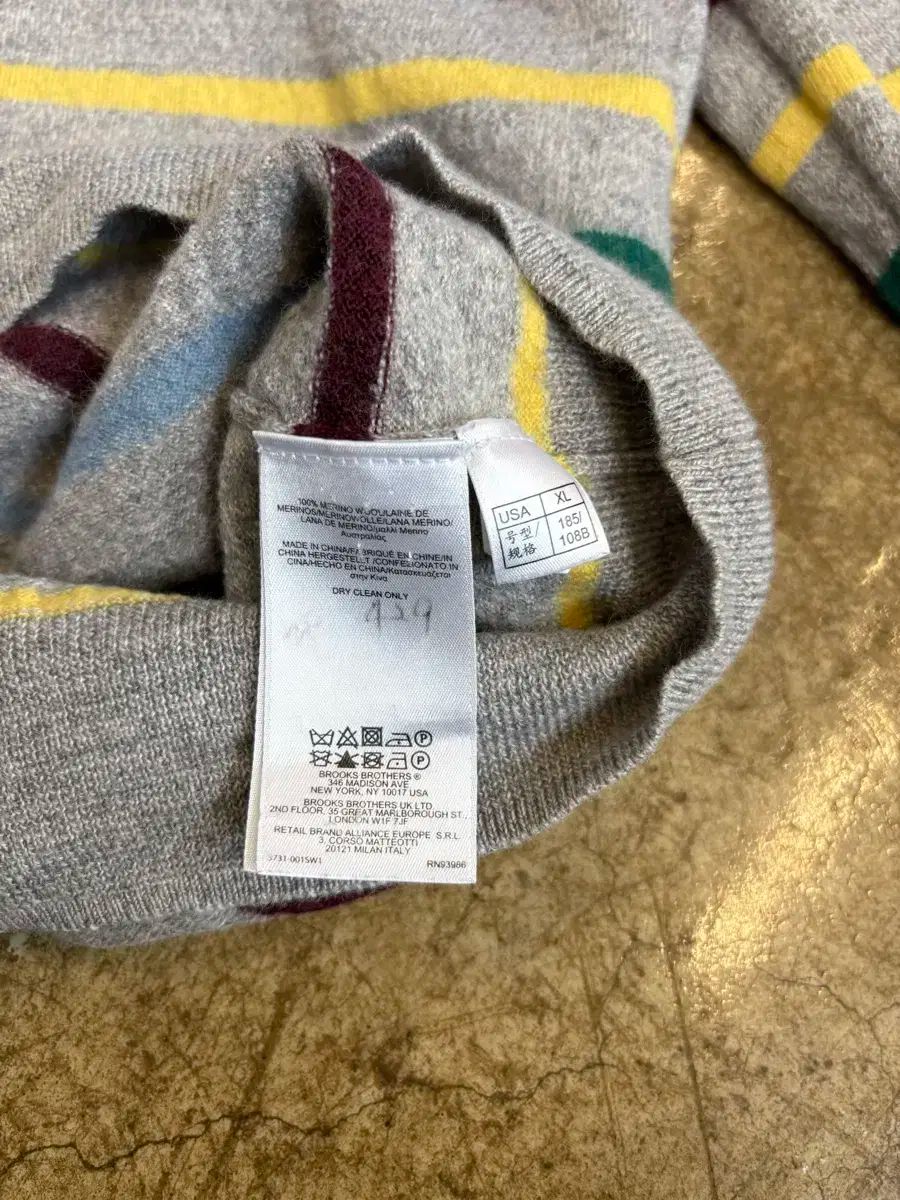 100% MERINO WOOL/LAINE DE
MERINOS/MERINOWOLLE/LANA MERINO/
LANA DE MERINO/μαλλί Merino
Αυστραλίας
MADE IN CHINA/FABRIQUÉ EN CHINE/IN
CHINA HERGESTELLT/CONFEZIONATO IN
CINA/HECHO EN CHINA/Κατασκευάζεται
στην Κίνα
DRY CLEAN ONLY
429
P
P
BROOKS BROTHERS ®
346 MADISON AVE
NEW YORK, NY 10017 USA
BROOKS BROTHERS UK LTD.
2ND FLOOR, 35 GREAT MARLBOROUGH ST.,
LONDON W1F 7JF
RETAIL BRAND ALLIANCE EUROPE S.R.L.
3, CORSO MATTEOTTI
20121 MILAN ITALY
3731-001SW1 RN93986
USA XL
号型/规格 185/108B